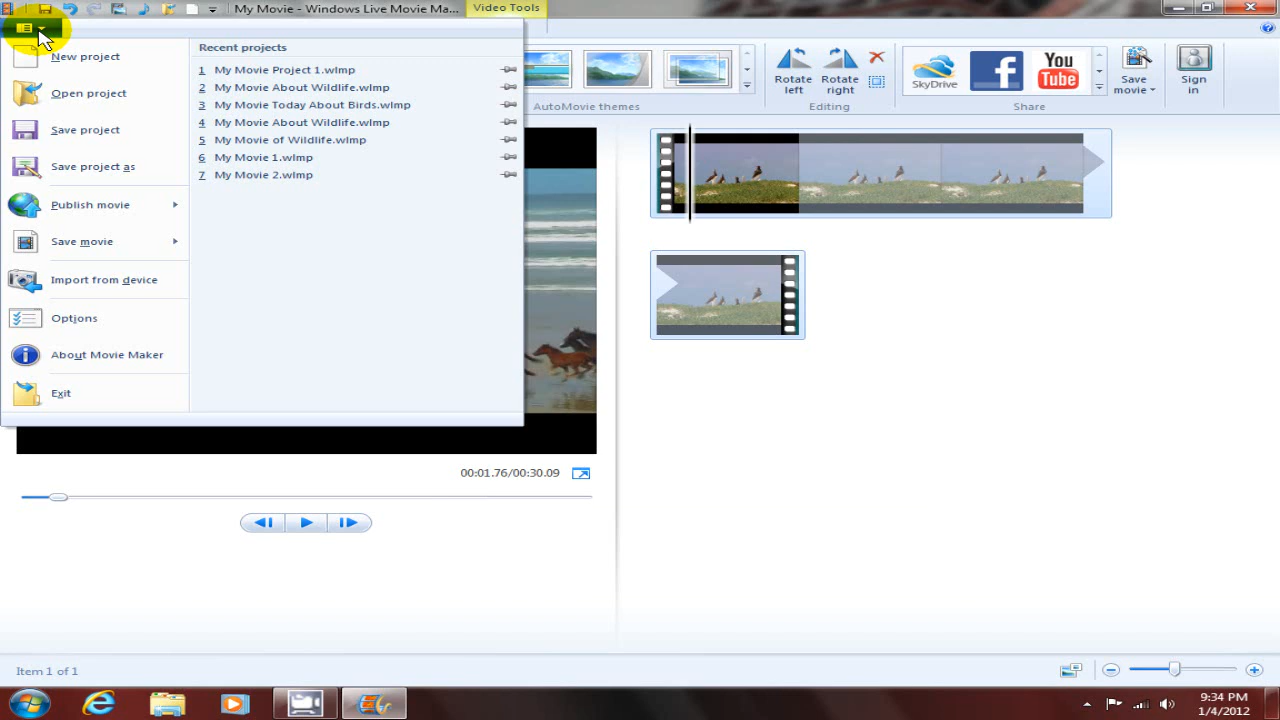 My Movie - Windows Live Movie Ma...
Video Tools
New project
Open project
Save project
Save project as
Publish movie
Save movie
Import from device
Options
About Movie Maker
Exit
Recent projects
1 My Movie Project 1.wlmp
2 My Movie About Wildlife.wlmp
3 My Movie Today About Birds.wlmp
4 My Movie About Wildlife.wlmp
5 My Movie of Wildlife.wlmp
6 My Movie 1.wlmp
7 My Movie 2.wlmp
AutoMovie themes
Rotate left
Rotate right
Editing
SkyDrive
You Tube
Share
Save movie
Sign in
00:01.76/00:30.09
Item 1 of 1
9:34 PM
1/4/2012